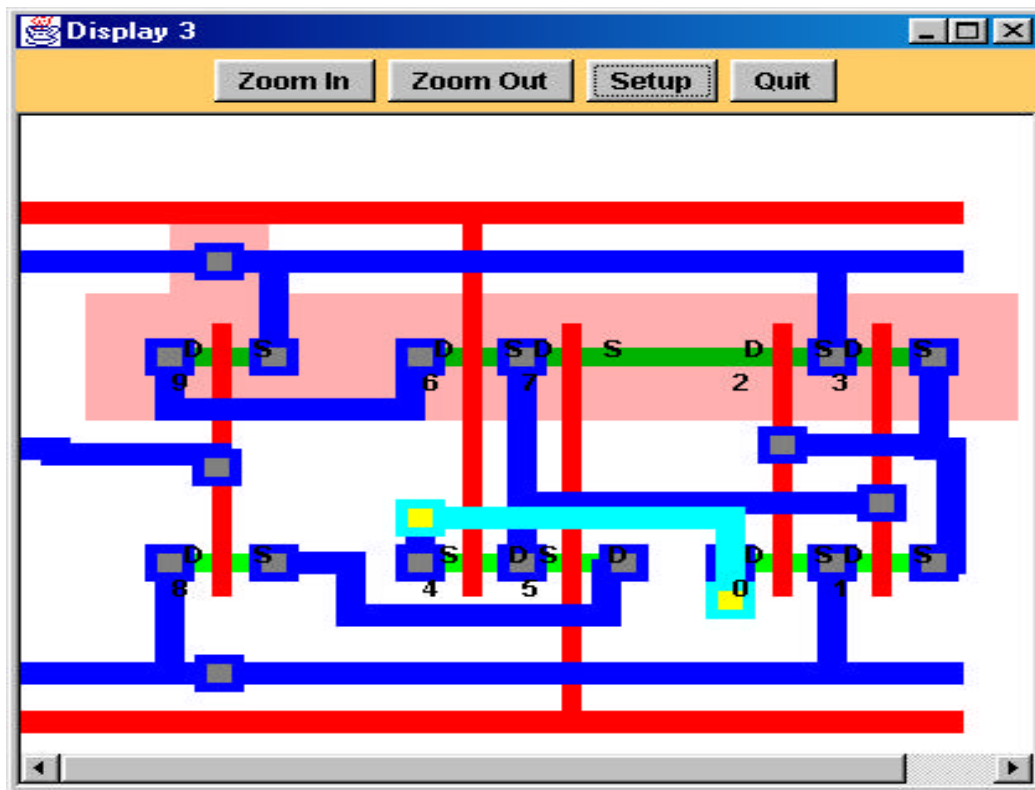 Display 3
Zoom In Zoom Out Setup Quit
D S D S D S D S D S
9 6 7 2 3
D S S D S D D S D S
8 4 5 0 1